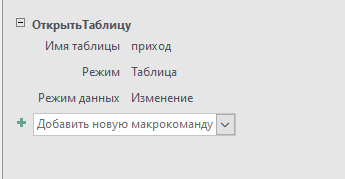 ОткрытьТаблицу
Имя таблицы приход
Режим Таблица
Режим данных Изменение
Добавить новую макрокоманду